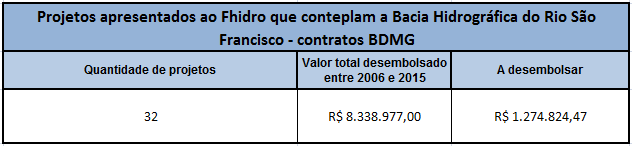 Projetos apresentados ao Fhidro que conteplam a Bacia Hidrográfica do Rio São
Francisco - contratos BDMG
Quantidade de projetos
Valor total desembolsado
entre 2006 e 2015
A desembolsar
32
R$ 8.338.977,00
R$ 1.274.824,47